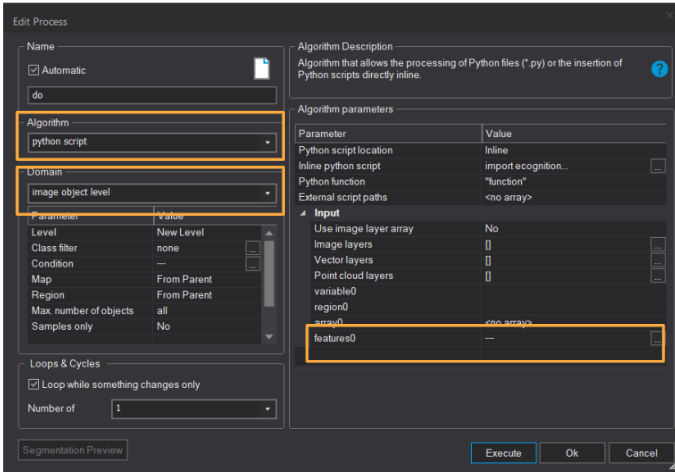 Edit Process
Name
Automatic
do
Algorithm
python script
Domain
image object level
Parameter Value
Level New Level
Class filter none ...
Condition --- ...
Map From Parent
Region From Parent
Max. number of objects all
Samples only No
Loops & Cycles
Loop while something changes only
Number of 1
Segmentation Preview
Algorithm Description
Algorithm that allows the processing of Python files (*.py) or the insertion of
Python scripts directly inline.
?
Algorithm parameters
Parameter Value
Python script location Inline
Inline python script import ecognition... ...
Python function "function"
External script paths <no array>
Input
Use image layer array No
Image layers [] ...
Vector layers [] ...
Point cloud layers [] ...
variable0
region0
array0 <no array>
features0 --- ...
Execute Ok Cancel